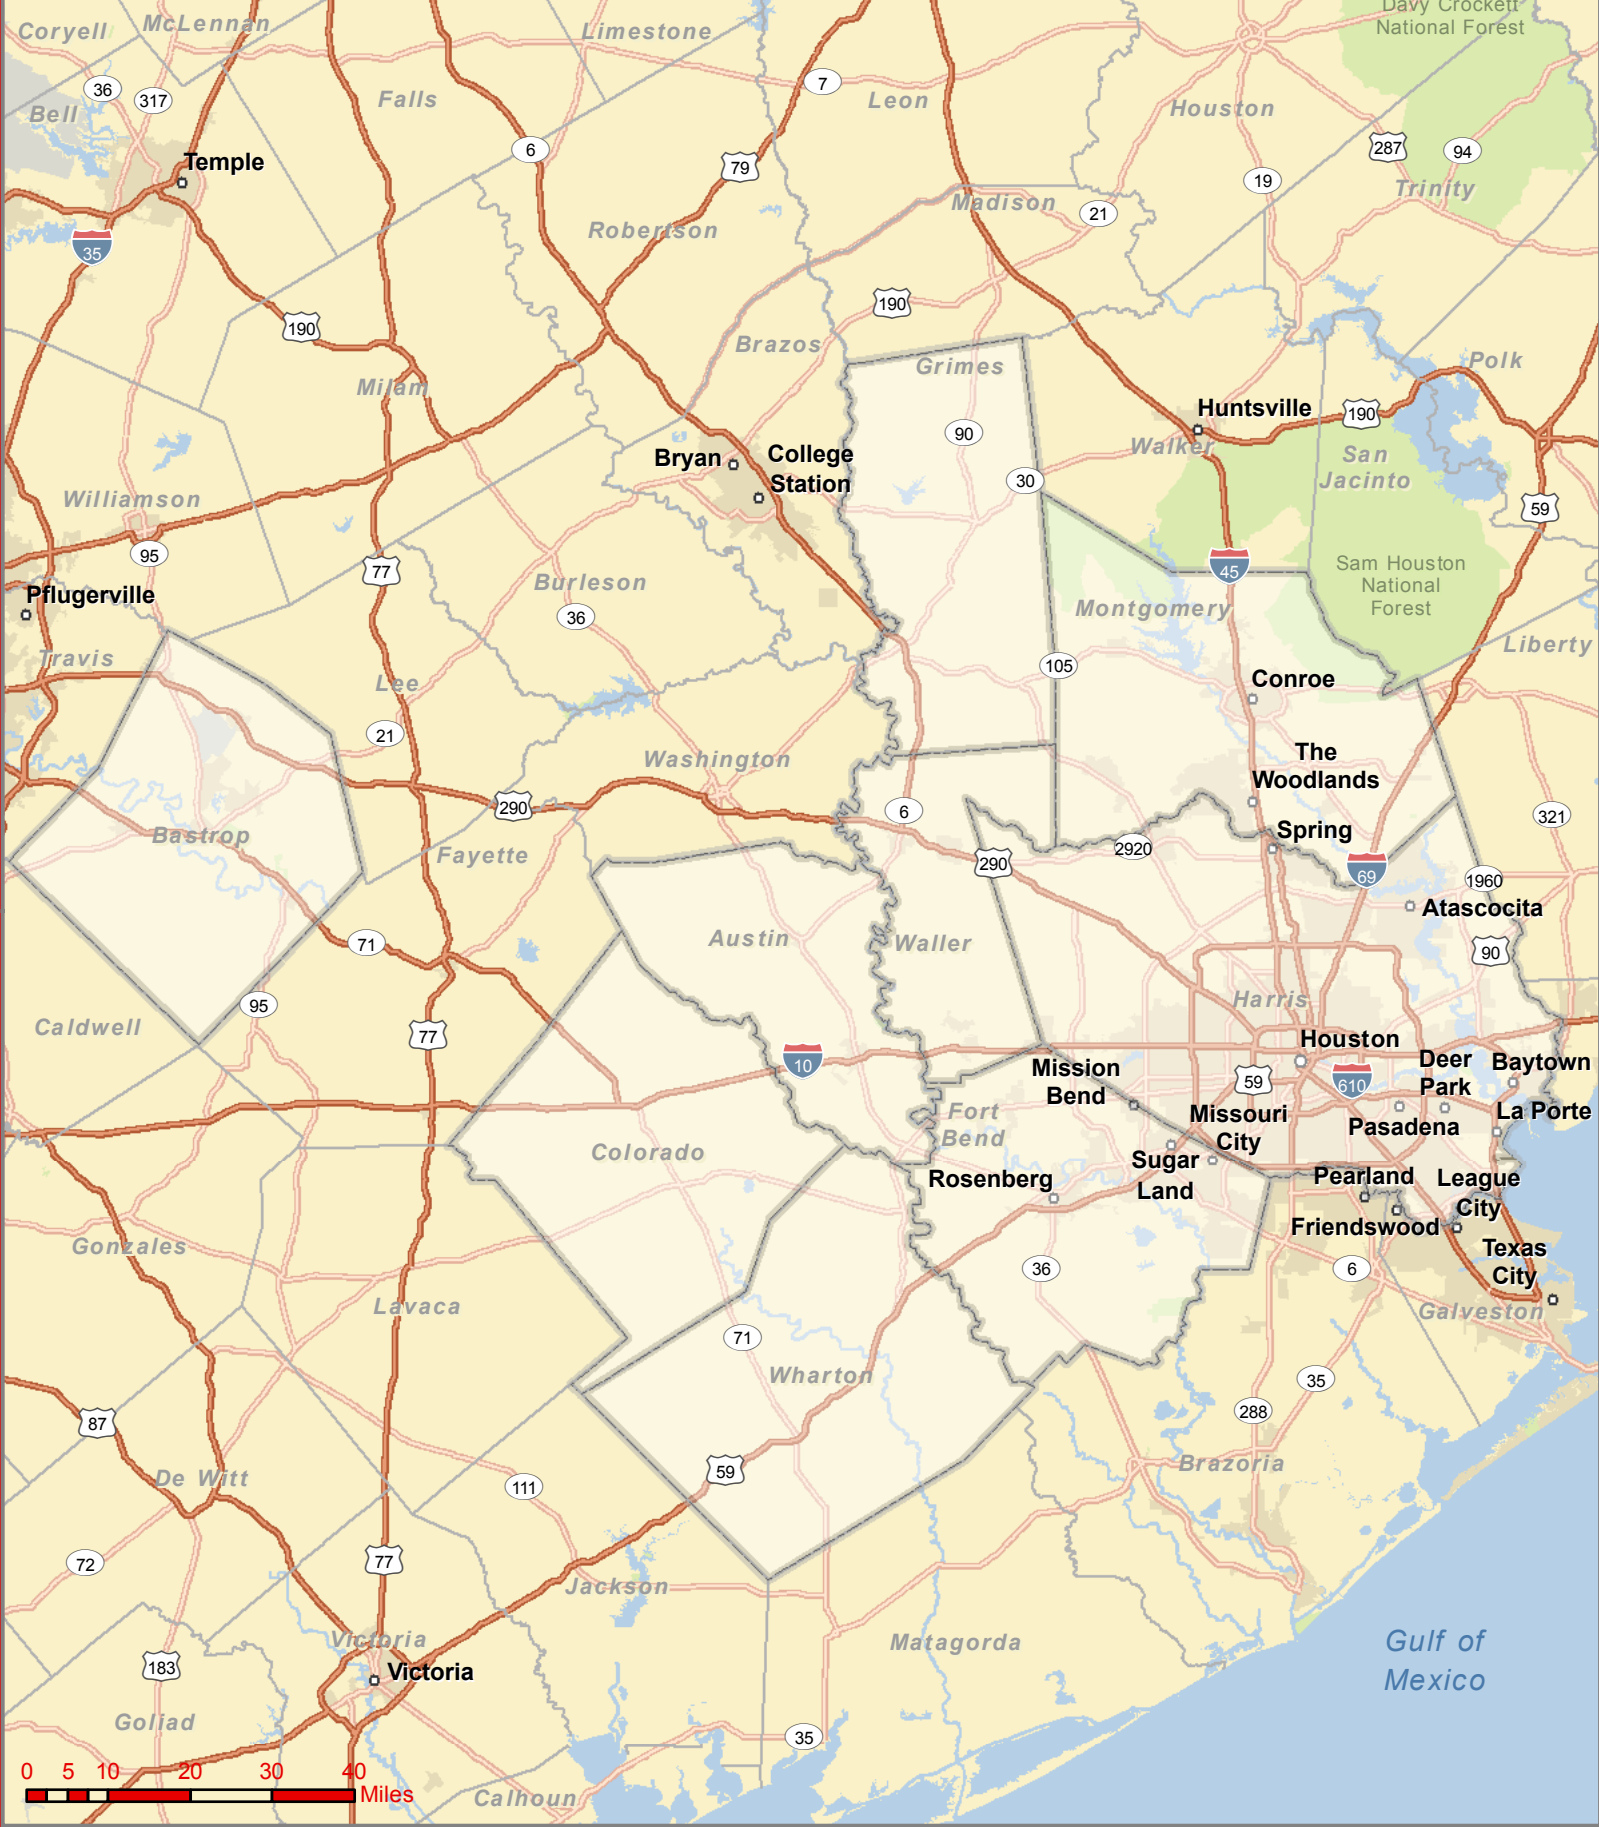 Davy Crockett
National Forest
Coryell
McLennan
Limestone
36
317
7
Falls
Leon
Houston
Bell
6
287
94
Temple
79
19
Trinity
Madison
21
35
Robertson
190
190
Brazos
Grimes
Polk
Milam
Huntsville
190
90
Walker
Bryan
College
Station
San
Jacinto
30
Williamson
59
95
77
45
Sam Houston
National
Forest
Burleson
Pflugerville
36
Montgomery
Liberty
Travis
105
Lee
Conroe
21
Washington
The
Woodlands
290
6
321
Bastrop
Spring
Fayette
2920
290
69
1960
Atascocita
71
Austin
Waller
90
95
Harris
Caldwell
77
Houston
10
Mission
Bend
59
610
Deer
Park
Baytown
Fort
Bend
Missouri
City
La Porte
Pasadena
Colorado
Sugar
Land
Rosenberg
Pearland
League
City
Friendswood
Gonzales
Texas
City
36
6
Lavaca
Galveston
71
Wharton
35
87
288
59
Brazoria
De Witt
111
72
77
Jackson
Victoria
Matagorda
Gulf of
Mexico
183
Victoria
Goliad
35
0 5 10 20 30 40
Miles
Calhoun